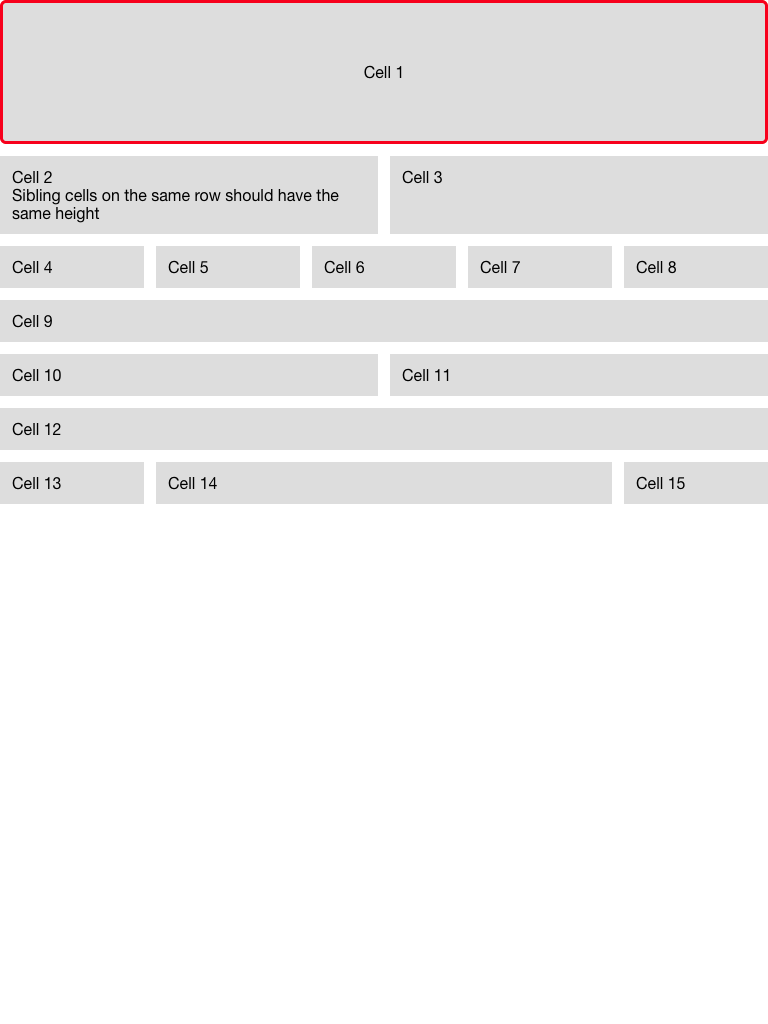 Cell 1
Cell 2
Sibling cells on the same row should have the
same height
Cell 3
Cell 4
Cell 5
Cell 6
Cell 7
Cell 8
Cell 9
Cell 10
Cell 11
Cell 12
Cell 13
Cell 14
Cell 15